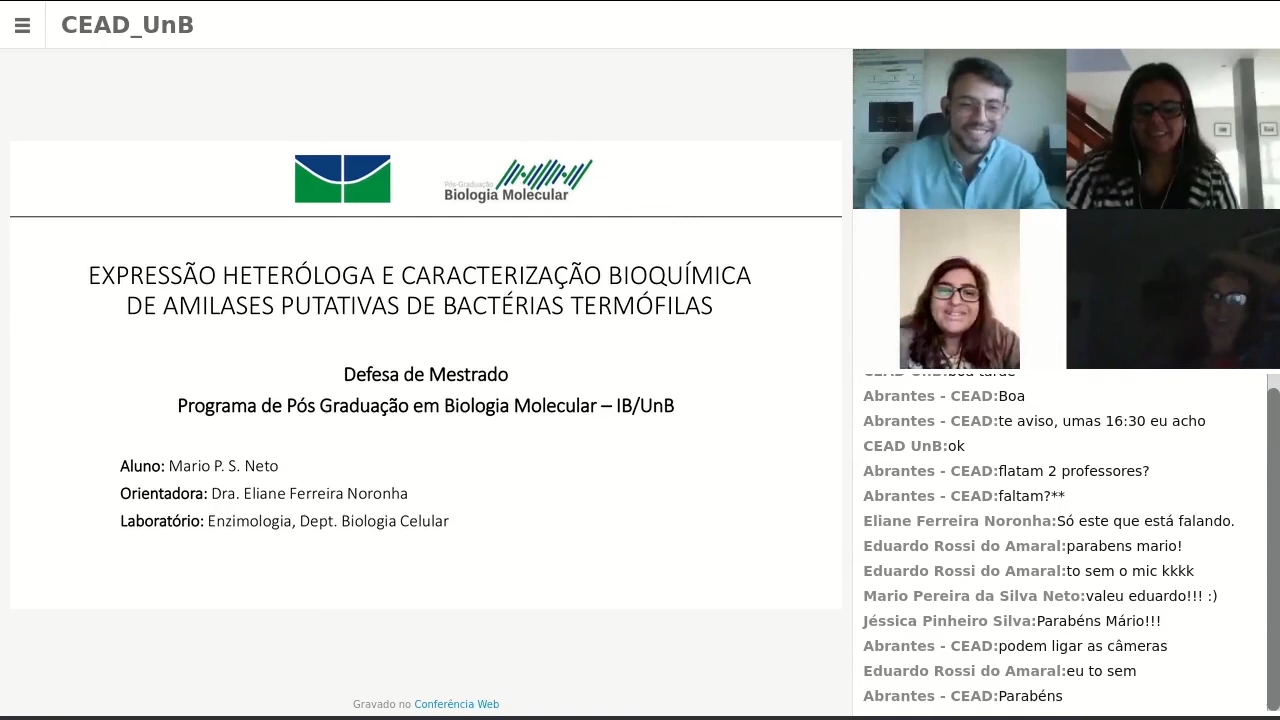 CEAD_UnB
Pós-Graduação
Biologia Molecular
EXPRESSÃO HETERÓLOGA E CARACTERIZAÇÃO BIOQUÍMICA
DE AMILASES PUTATIVAS DE BACTÉRIAS TERMÓFILAS
Defesa de Mestrado
Programa de Pós Graduação em Biologia Molecular – IB/UnB
Aluno: Mario P. S. Neto
Orientadora: Dra. Eliane Ferreira Noronha
Laboratório: Enzimologia, Dept. Biologia Celular
Gravado no Conferência Web
CEAD UnB:boa tarde
Abrantes - CEAD:Boa
Abrantes - CEAD:te aviso, umas 16:30 eu acho
CEAD UnB:ok
Abrantes - CEAD:flatam 2 professores?
Abrantes - CEAD:faltam?**
Eliane Ferreira Noronha:Só este que está falando.
Eduardo Rossi do Amaral:parabens mario!
Eduardo Rossi do Amaral:to sem o mic kkkk
Mario Pereira da Silva Neto:valeu eduardo!!! :)
Jéssica Pinheiro Silva:Parabéns Mário!!!
Abrantes - CEAD:podem ligar as câmeras
Eduardo Rossi do Amaral:eu to sem
Abrantes - CEAD:Parabéns